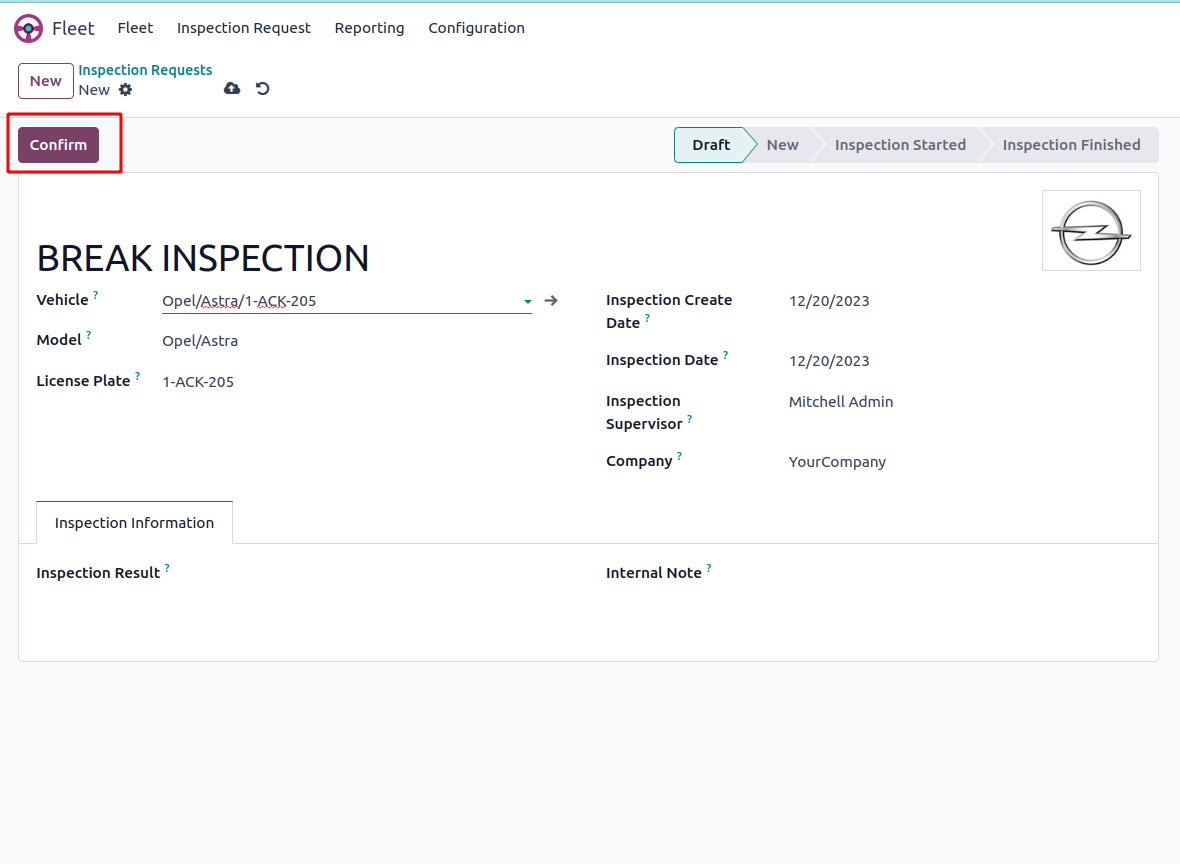 Fleet Fleet Inspection Request Reporting Configuration
New Inspection Requests
New
Confirm Draft New Inspection Started Inspection Finished
BREAK INSPECTION
Vehicle ? Opel/Astra/1-ACK-205 Inspection Create
Date ? 12/20/2023
Model ? Opel/Astra
Inspection Date ? 12/20/2023
License Plate ? 1-ACK-205
Inspection
Supervisor ? Mitchell Admin
Company ? YourCompany
Inspection Information
Inspection Result ? Internal Note ?